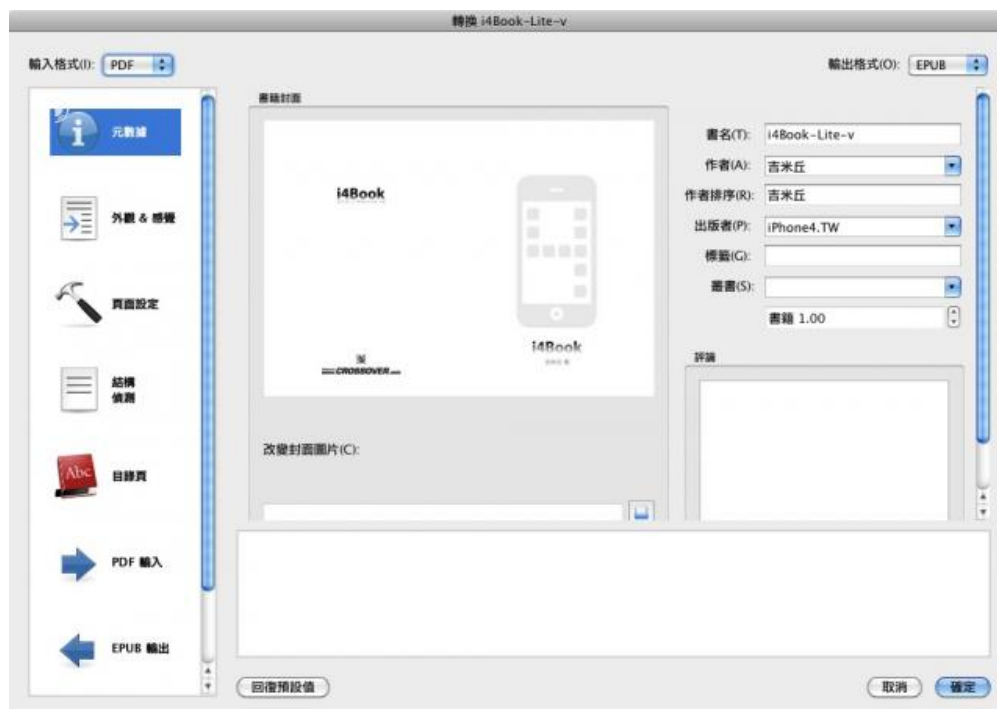 轉換 i4Book-Lite-v
輸入格式(I): PDF
輸出格式(O): EPUB
元數據
外觀 & 感覺
頁面設定
結構
偵測
目錄頁
PDF 輸入
EPUB 輸出
書籍封面
i4Book
i4Book
CROSSOVER
改變封面圖片(C):
書名(T): i4Book-Lite-v
作者(A): 吉米丘
作者排序(R): 吉米丘
出版者(P): iPhone4.TW
標籤(G):
叢書(S):
書籍 1.00
評論
Abc
回復預設值
取消
確定